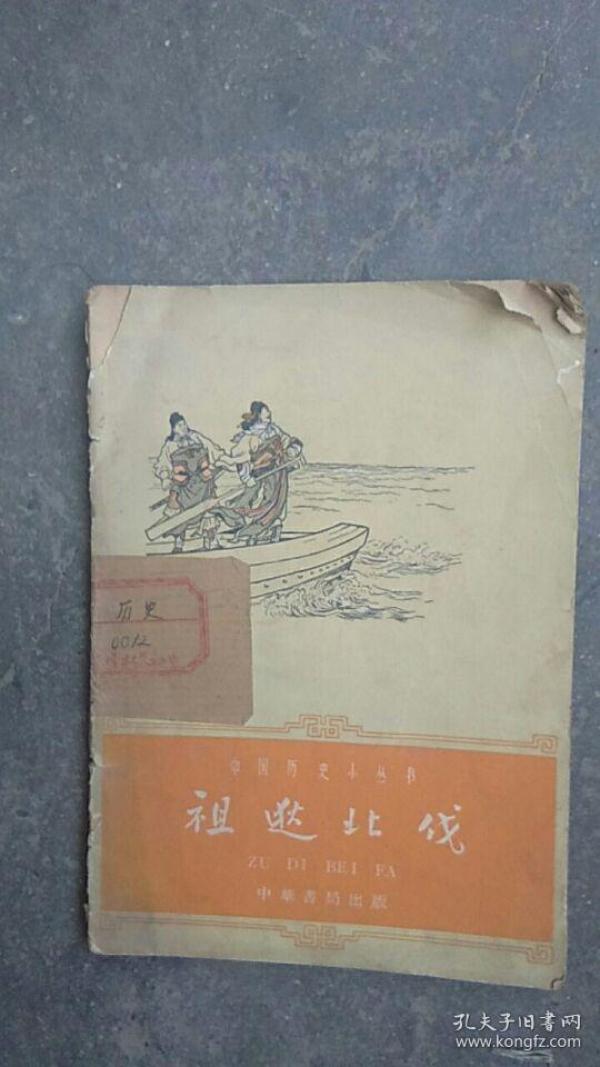 历史
0012
中国历史小丛书
祖逖北伐
ZU DI BEI FA
中華書局出版
孔夫子旧书网
www.kongfz.com